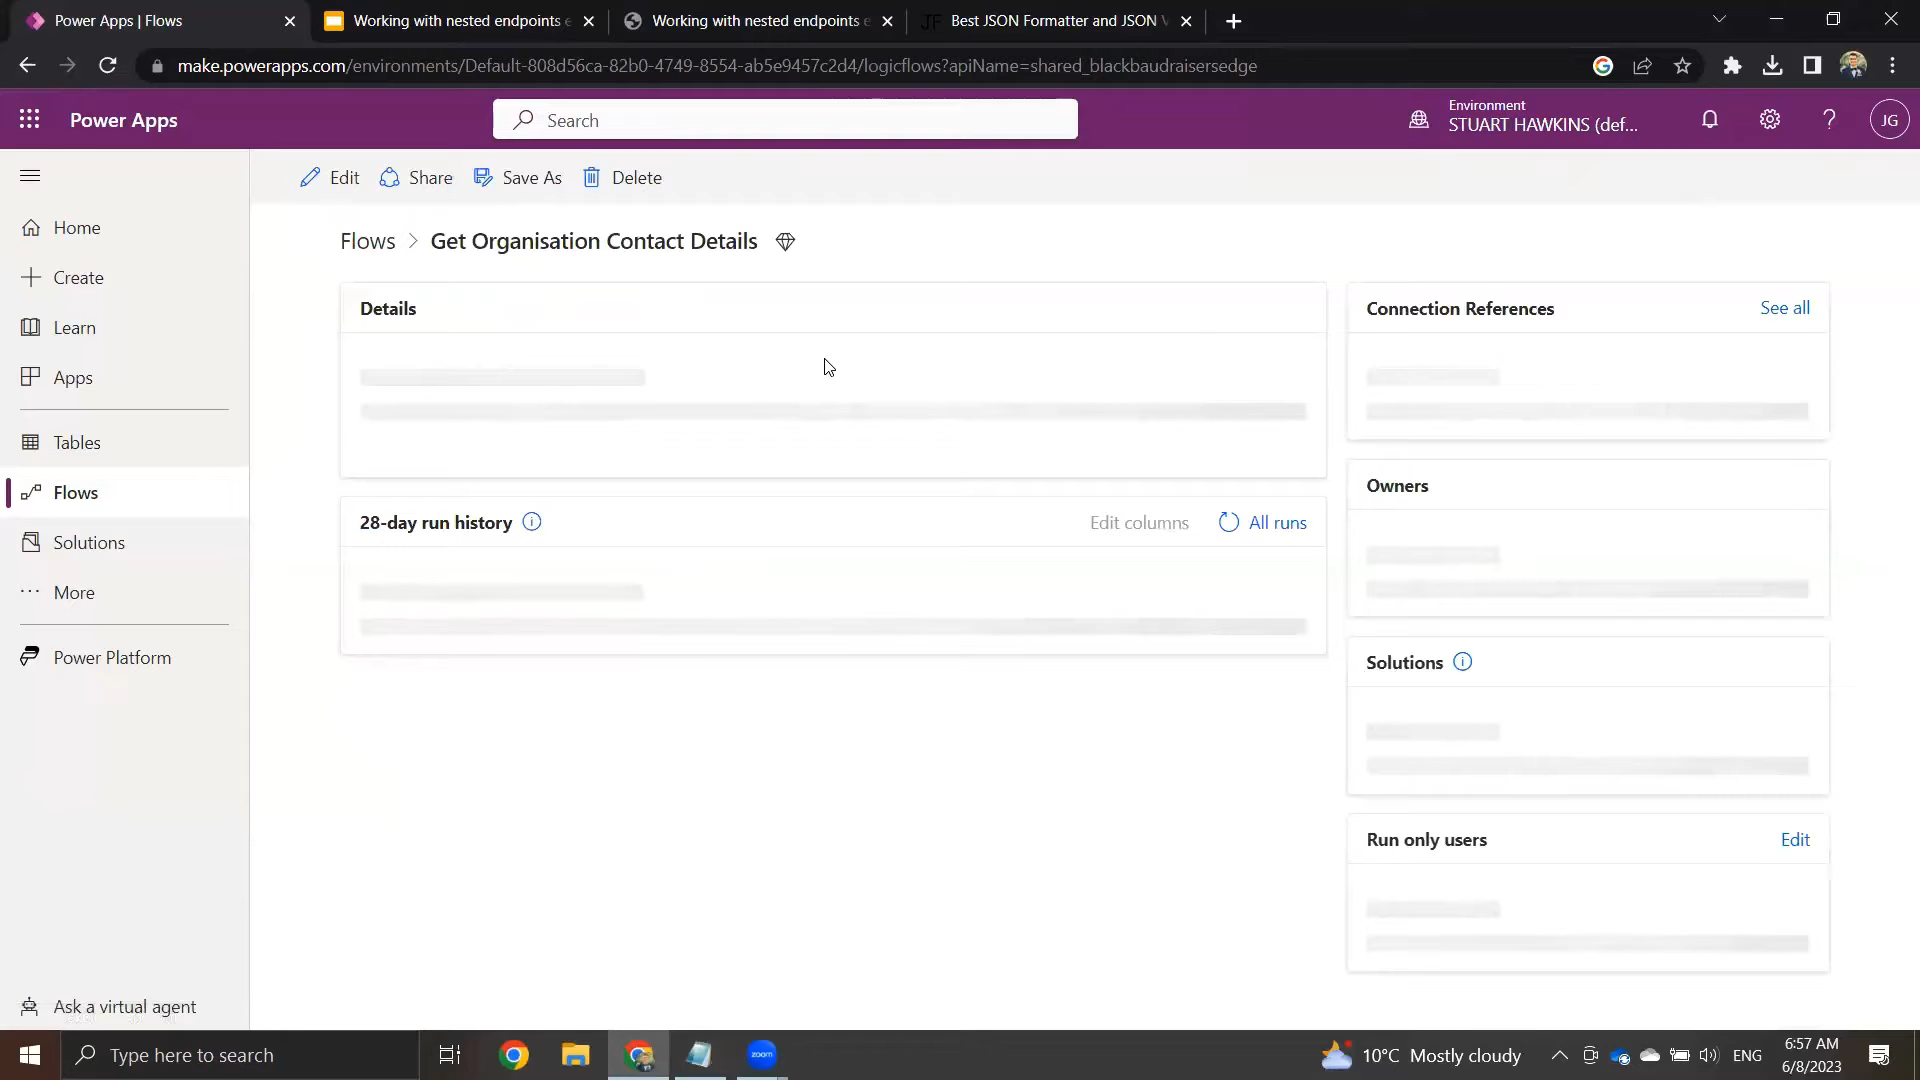 Power Apps | Flows
Working with nested endpoints e
Working with nested endpoints e
Best JSON Formatter and JSON V
make.powerapps.com/environments/Default-808d56ca-82b0-4749-8554-ab5e9457c2d4/logicflows?apiName=shared_blackbaudraisersedge
Power Apps
Search
Environment
STUART HAWKINS (def...
JG
Edit
Share
Save As
Delete
Home
Create
Learn
Apps
Tables
Flows
Solutions
More
Power Platform
Ask a virtual agent
Flows > Get Organisation Contact Details
Details
28-day run history
Edit columns
All runs
Connection References
See all
Owners
Solutions
Run only users
Edit
Type here to search
zoom
10°C Mostly cloudy
ENG
6:57 AM
6/8/2023